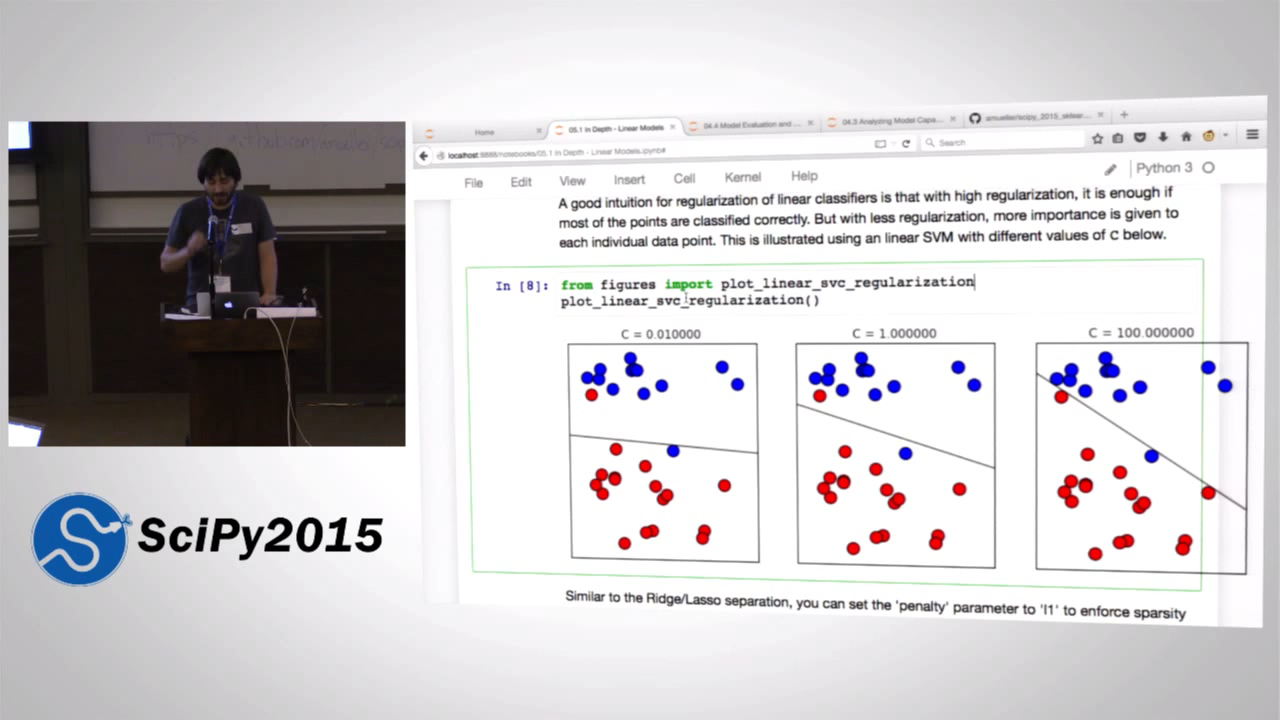 Home
05.1 In Depth - Linear Models
04.4 Model Evaluation and ...
04.3 Analyzing Model Capa...
amueller/scipy_2015_sklear...
localhost:8888/notebooks/05.1 In Depth - Linear Models.ipynb#
Search
File Edit View Insert Cell Kernel Help
Python 3
A good intuition for regularization of linear classifiers is that with high regularization, it is enough if
most of the points are classified correctly. But with less regularization, more importance is given to
each individual data point. This is illustrated using an linear SVM with different values of C below.
In [8]: from figures import plot_linear_svc_regularization
plot_linear_svc_regularization()
C = 0.010000
C = 1.000000
C = 100.000000
Similar to the Ridge/Lasso separation, you can set the 'penalty' parameter to 'l1' to enforce sparsity
SciPy2015